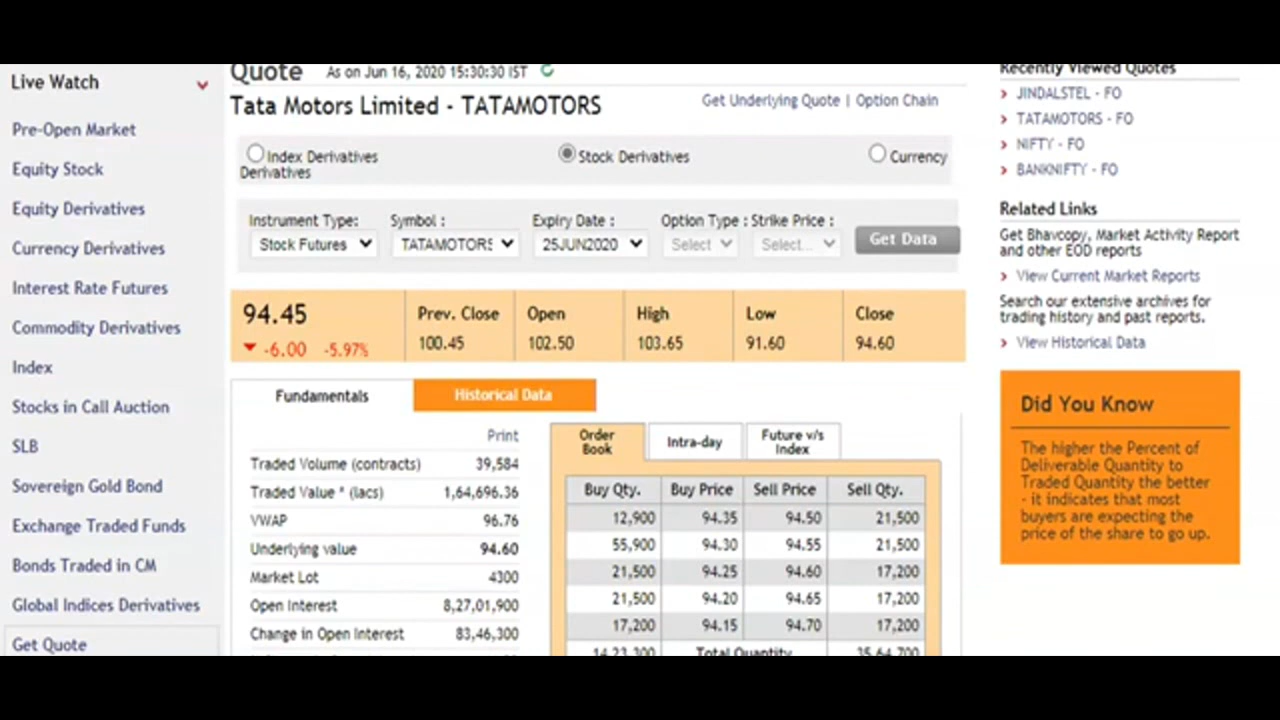 Live Watch
Pre-Open Market
Equity Stock
Equity Derivatives
Currency Derivatives
Interest Rate Futures
Commodity Derivatives
Index
Stocks in Call Auction
SLB
Sovereign Gold Bond
Exchange Traded Funds
Bonds Traded in CM
Global Indices Derivatives
Get Quote
Quote As on Jun 16, 2020 15:30:30 IST
Tata Motors Limited - TATAMOTORS
Get Underlying Quote | Option Chain
Index Derivatives Stock Derivatives Currency
Derivatives
Instrument Type: Symbol : Expiry Date : Option Type : Strike Price :
Stock Futures TATAMOTORS 25JUN2020 Select Select... Get Data
94.45 Prev. Close Open High Low Close
-6.00 -5.97% 100.45 102.50 103.65 91.60 94.60
Fundamentals Historical Data
Print
Traded Volume (contracts) 39,584
Traded Value * (lacs) 1,64,696.36
VWAP 96.76
Underlying value 94.60
Market Lot 4300
Open Interest 8,27,01,900
Change in Open Interest 83,46,300
Order Book Intra-day Future v/s Index
Buy Qty. Buy Price Sell Price Sell Qty.
12,900 94.35 94.50 21,500
55,900 94.30 94.55 21,500
21,500 94.25 94.60 17,200
21,500 94.20 94.65 17,200
17,200 94.15 94.70 17,200
14,23,300 Total Quantity 35,64,700
Recently Viewed Quotes
JINDALSTEL - FO
TATAMOTORS - FO
NIFTY - FO
BANKNIFTY - FO
Related Links
Get Bhavcopy, Market Activity Report
and other EOD reports
View Current Market Reports
Search our extensive archives for
trading history and past reports.
View Historical Data
Did You Know
The higher the Percent of
Deliverable Quantity to
Traded Quantity the better
- it indicates that most
buyers are expecting the
price of the share to go up.